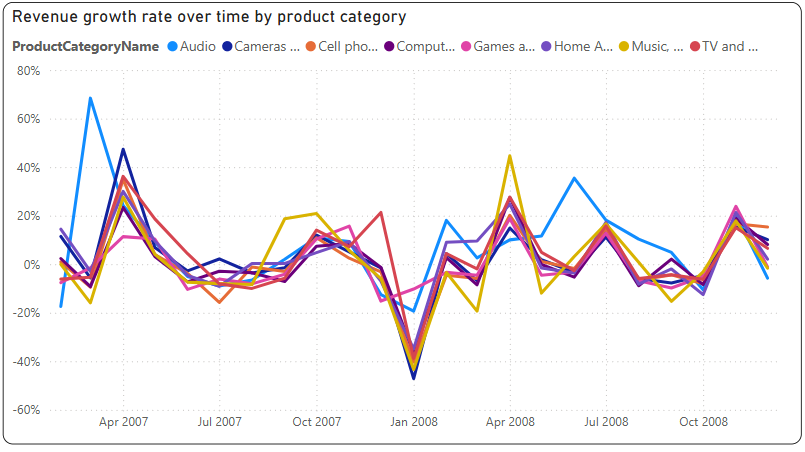 Revenue growth rate over time by product category
ProductCategoryName Audio Cameras ... Cell pho... Comput... Games a... Home A... Music, ... TV and ...
80%
60%
40%
20%
0%
-20%
-40%
-60%
Apr 2007 Jul 2007 Oct 2007 Jan 2008 Apr 2008 Jul 2008 Oct 2008